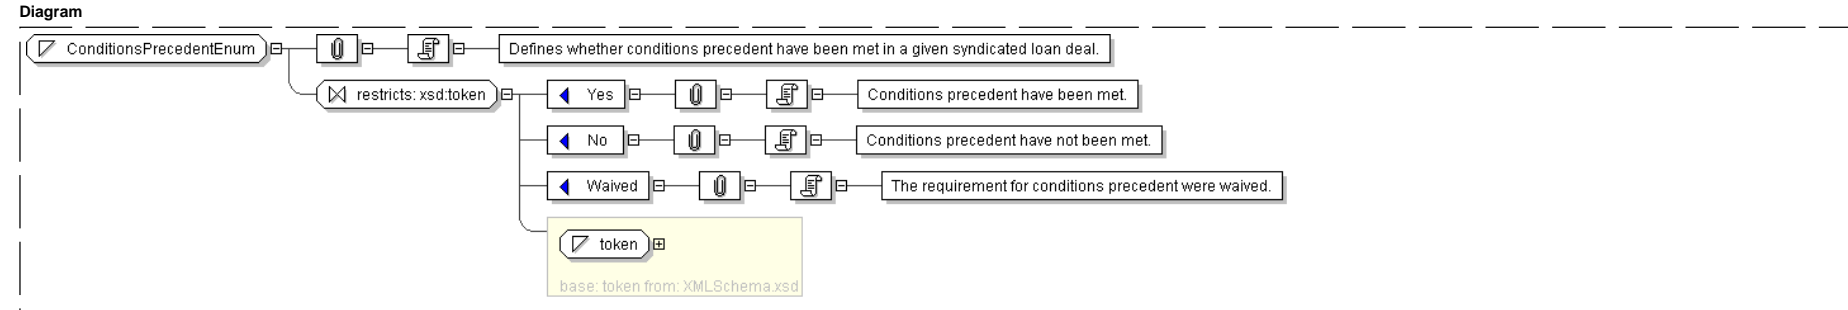 Diagram
ConditionsPrecedentEnum
Defines whether conditions precedent have been met in a given syndicated loan deal.
restricts: xsd:token
Yes
Conditions precedent have been met.
No
Conditions precedent have not been met.
Waived
The requirement for conditions precedent were waived.
token
base: token from: XMLSchema.xsd